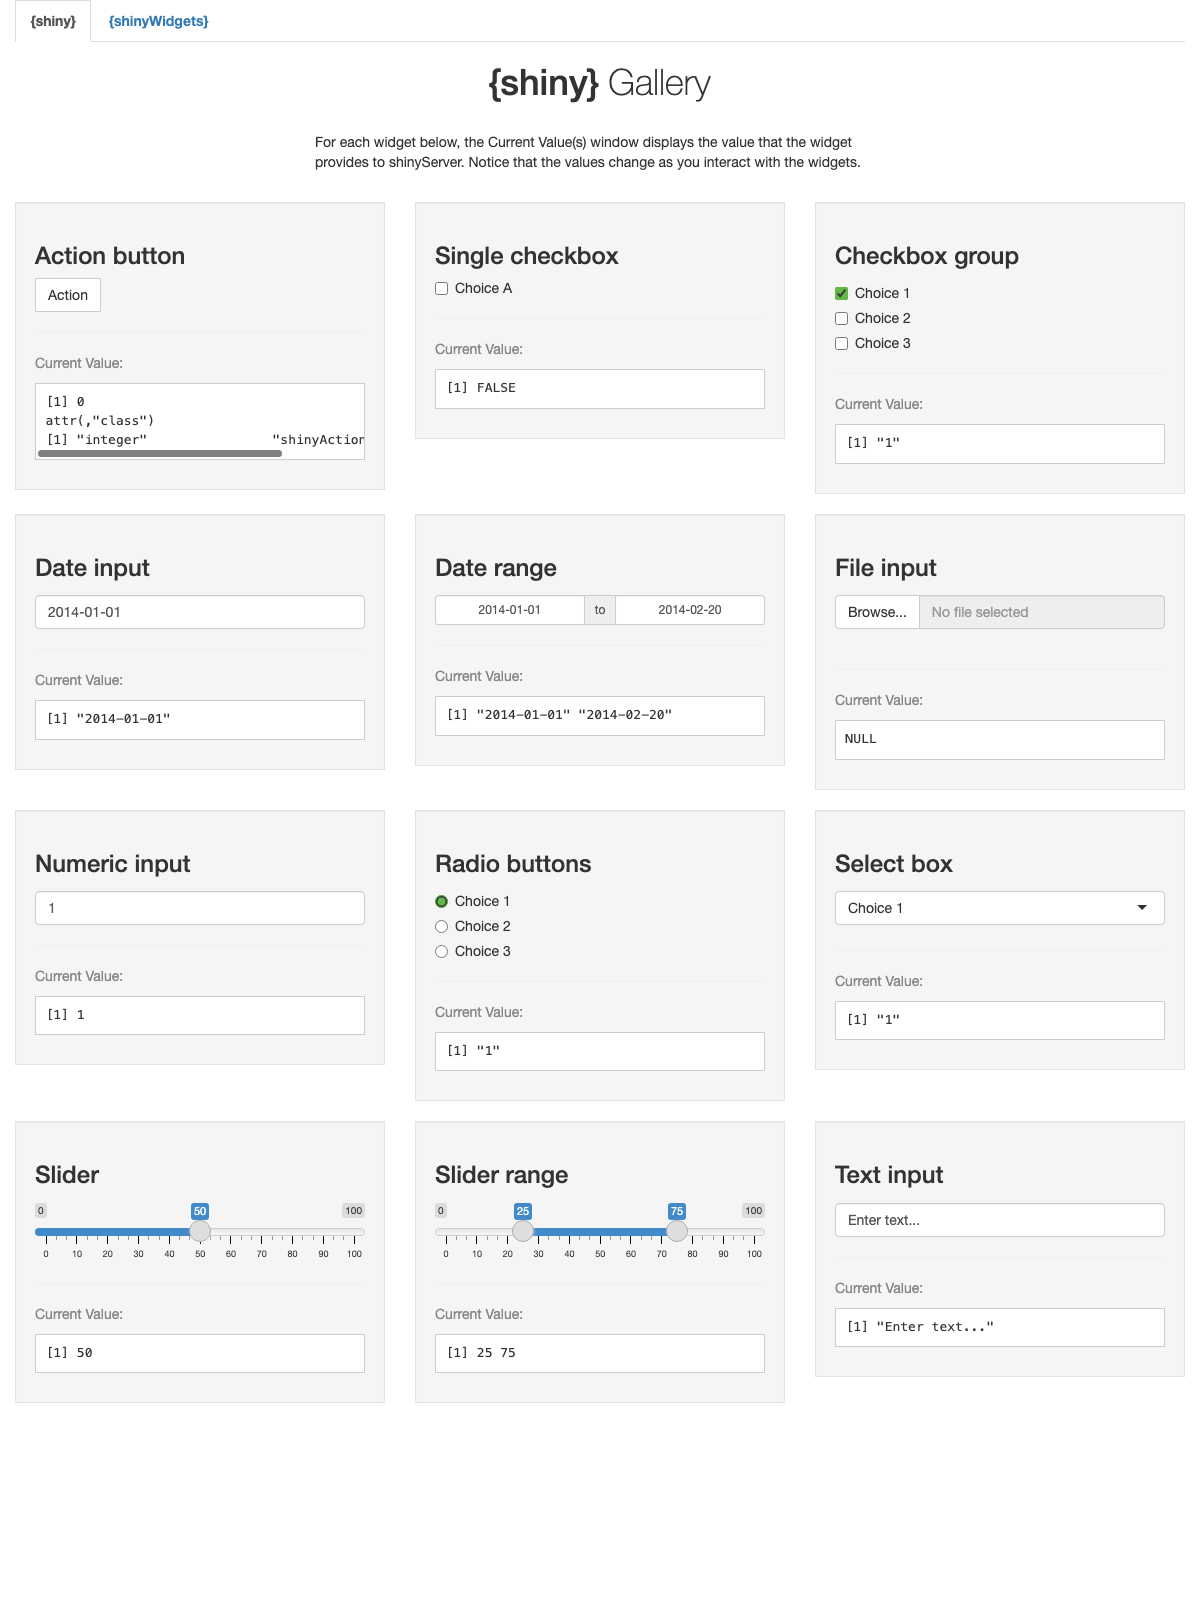 {shiny}
{shinyWidgets}
{shiny} Gallery
For each widget below, the Current Value(s) window displays the value that the widget
provides to shinyServer. Notice that the values change as you interact with the widgets.
Action button
Action
Current Value:
[1] 0
attr(,"class")
[1] "integer" "shinyAction
Single checkbox
Choice A
Current Value:
[1] FALSE
Checkbox group
Choice 1
Choice 2
Choice 3
Current Value:
[1] "1"
Date input
2014-01-01
Current Value:
[1] "2014-01-01"
Date range
2014-01-01 to 2014-02-20
Current Value:
[1] "2014-01-01" "2014-02-20"
File input
Browse... No file selected
Current Value:
NULL
Numeric input
1
Current Value:
[1] 1
Radio buttons
Choice 1
Choice 2
Choice 3
Current Value:
[1] "1"
Select box
Choice 1
Current Value:
[1] "1"
Slider
0 50 100
0 10 20 30 40 50 60 70 80 90 100
Current Value:
[1] 50
Slider range
0 25 75 100
0 10 20 30 40 50 60 70 80 90 100
Current Value:
[1] 25 75
Text input
Enter text...
Current Value:
[1] "Enter text..."